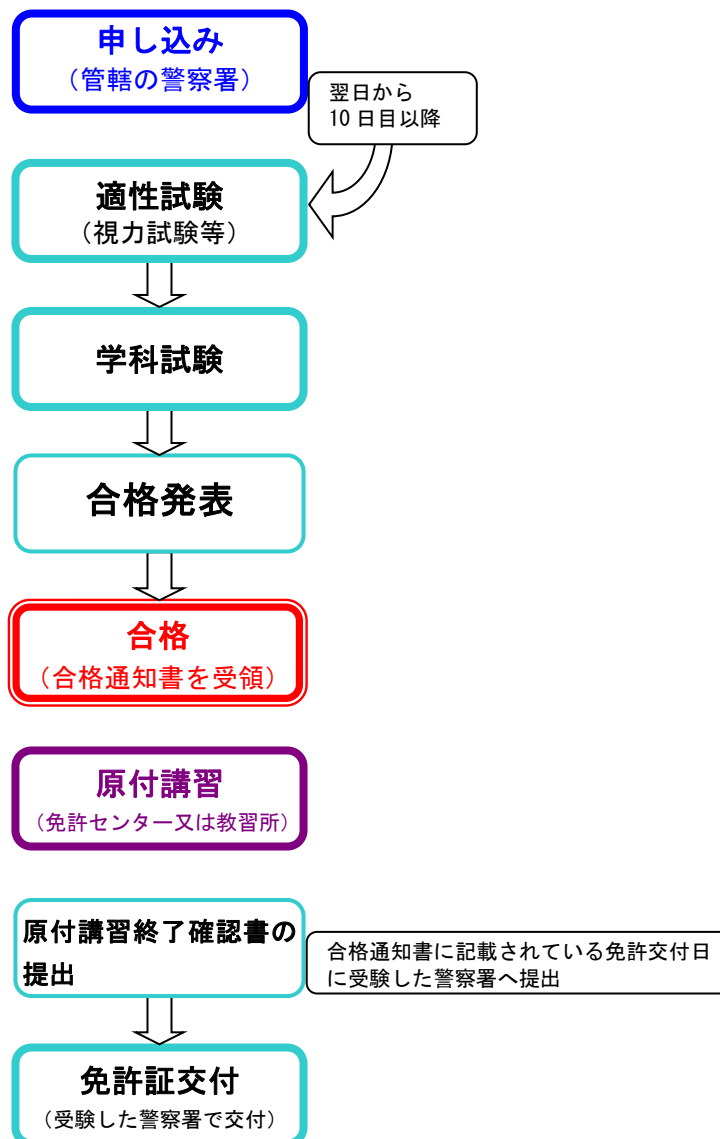 申し込み
（管轄の警察署）
翌日から
10日目以降
適性試験
（視力試験等）
学科試験
合格発表
合格
（合格通知書を受領）
原付講習
（免許センター又は教習所）
原付講習終了確認書の
提出
合格通知書に記載されている免許交付日
に受験した警察署へ提出
免許証交付
（受験した警察署で交付）